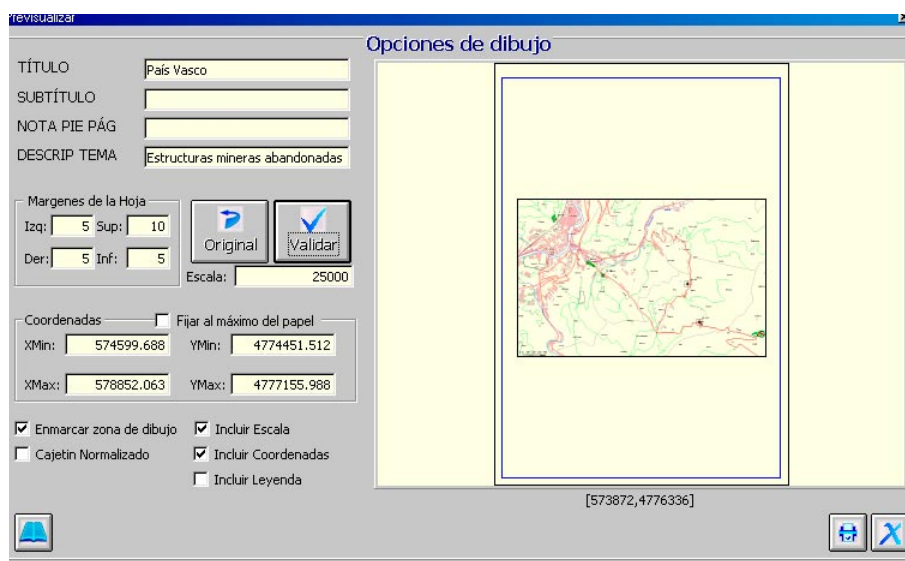 Previsualizar
Opciones de dibujo
TÍTULO País Vasco
SUBTÍTULO
NOTA PIE PÁG
DESCRIP TEMA Estructuras mineras abandonadas
Margenes de la Hoja
Izq: 5 Sup: 10
Der: 5 Inf: 5
Original
Validar
Escala: 25000
Coordenadas Fijar al máximo del papel
XMin: 574599.688 YMin: 4774451.512
XMax: 578852.063 YMax: 4777155.988
Enmarcar zona de dibujo Incluir Escala
Cajetin Normalizado Incluir Coordenadas
Incluir Leyenda
[573872,4776336]